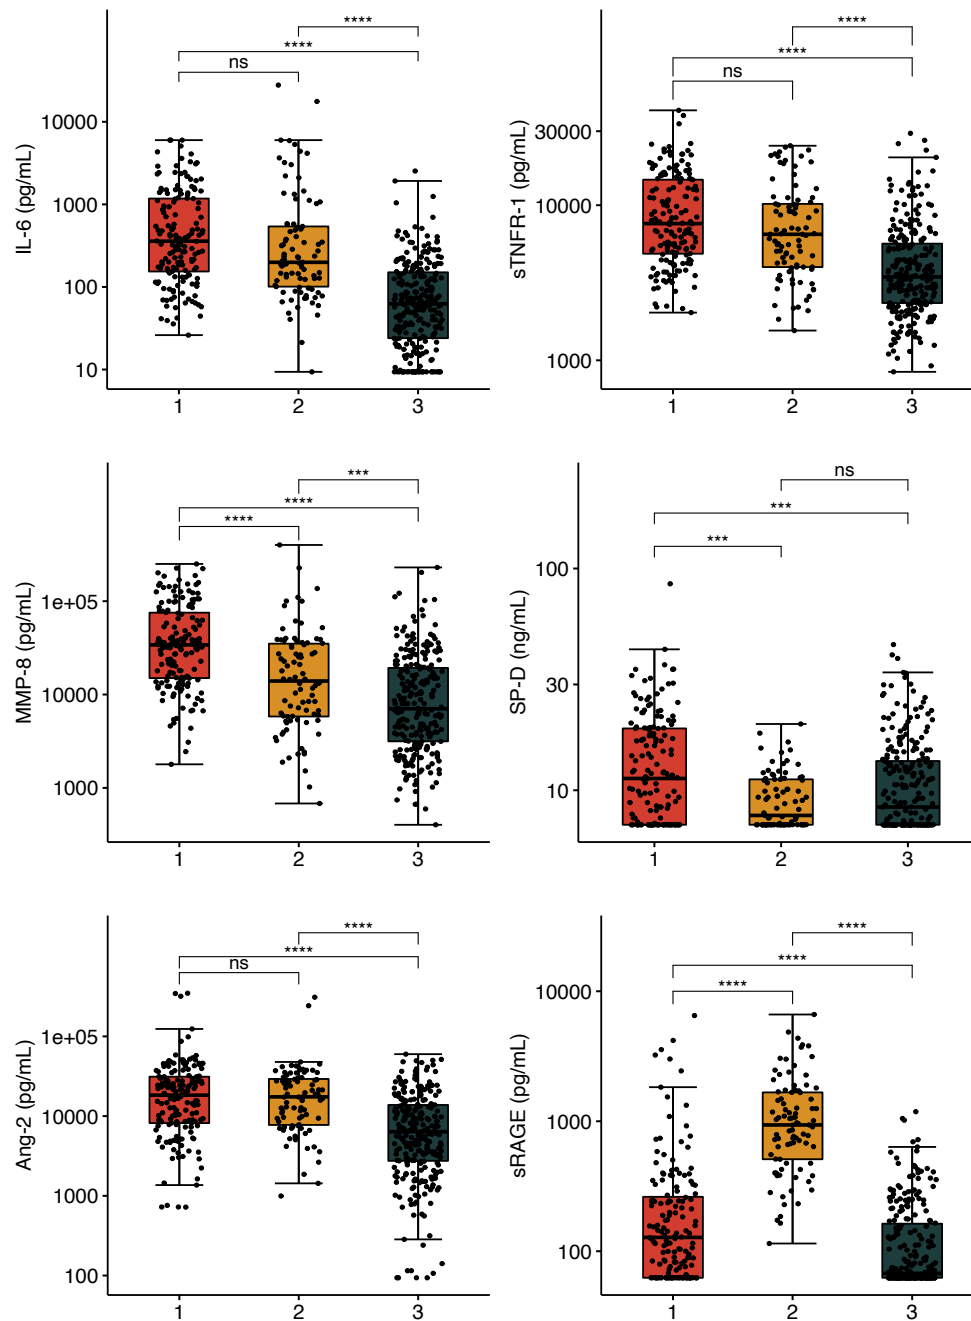 ****
****
ns
IL-6 (pg/mL)
10000
1000
100
10
1 2 3
****
****
ns
sTNFR-1 (pg/mL)
30000
10000
1000
1 2 3
***
****
****
MMP-8 (pg/mL)
1e+05
10000
1000
1 2 3
ns
***
***
SP-D (ng/mL)
100
30
10
1 2 3
****
****
ns
Ang-2 (pg/mL)
1e+05
10000
1000
100
1 2 3
****
****
****
sRAGE (pg/mL)
10000
1000
100
1 2 3